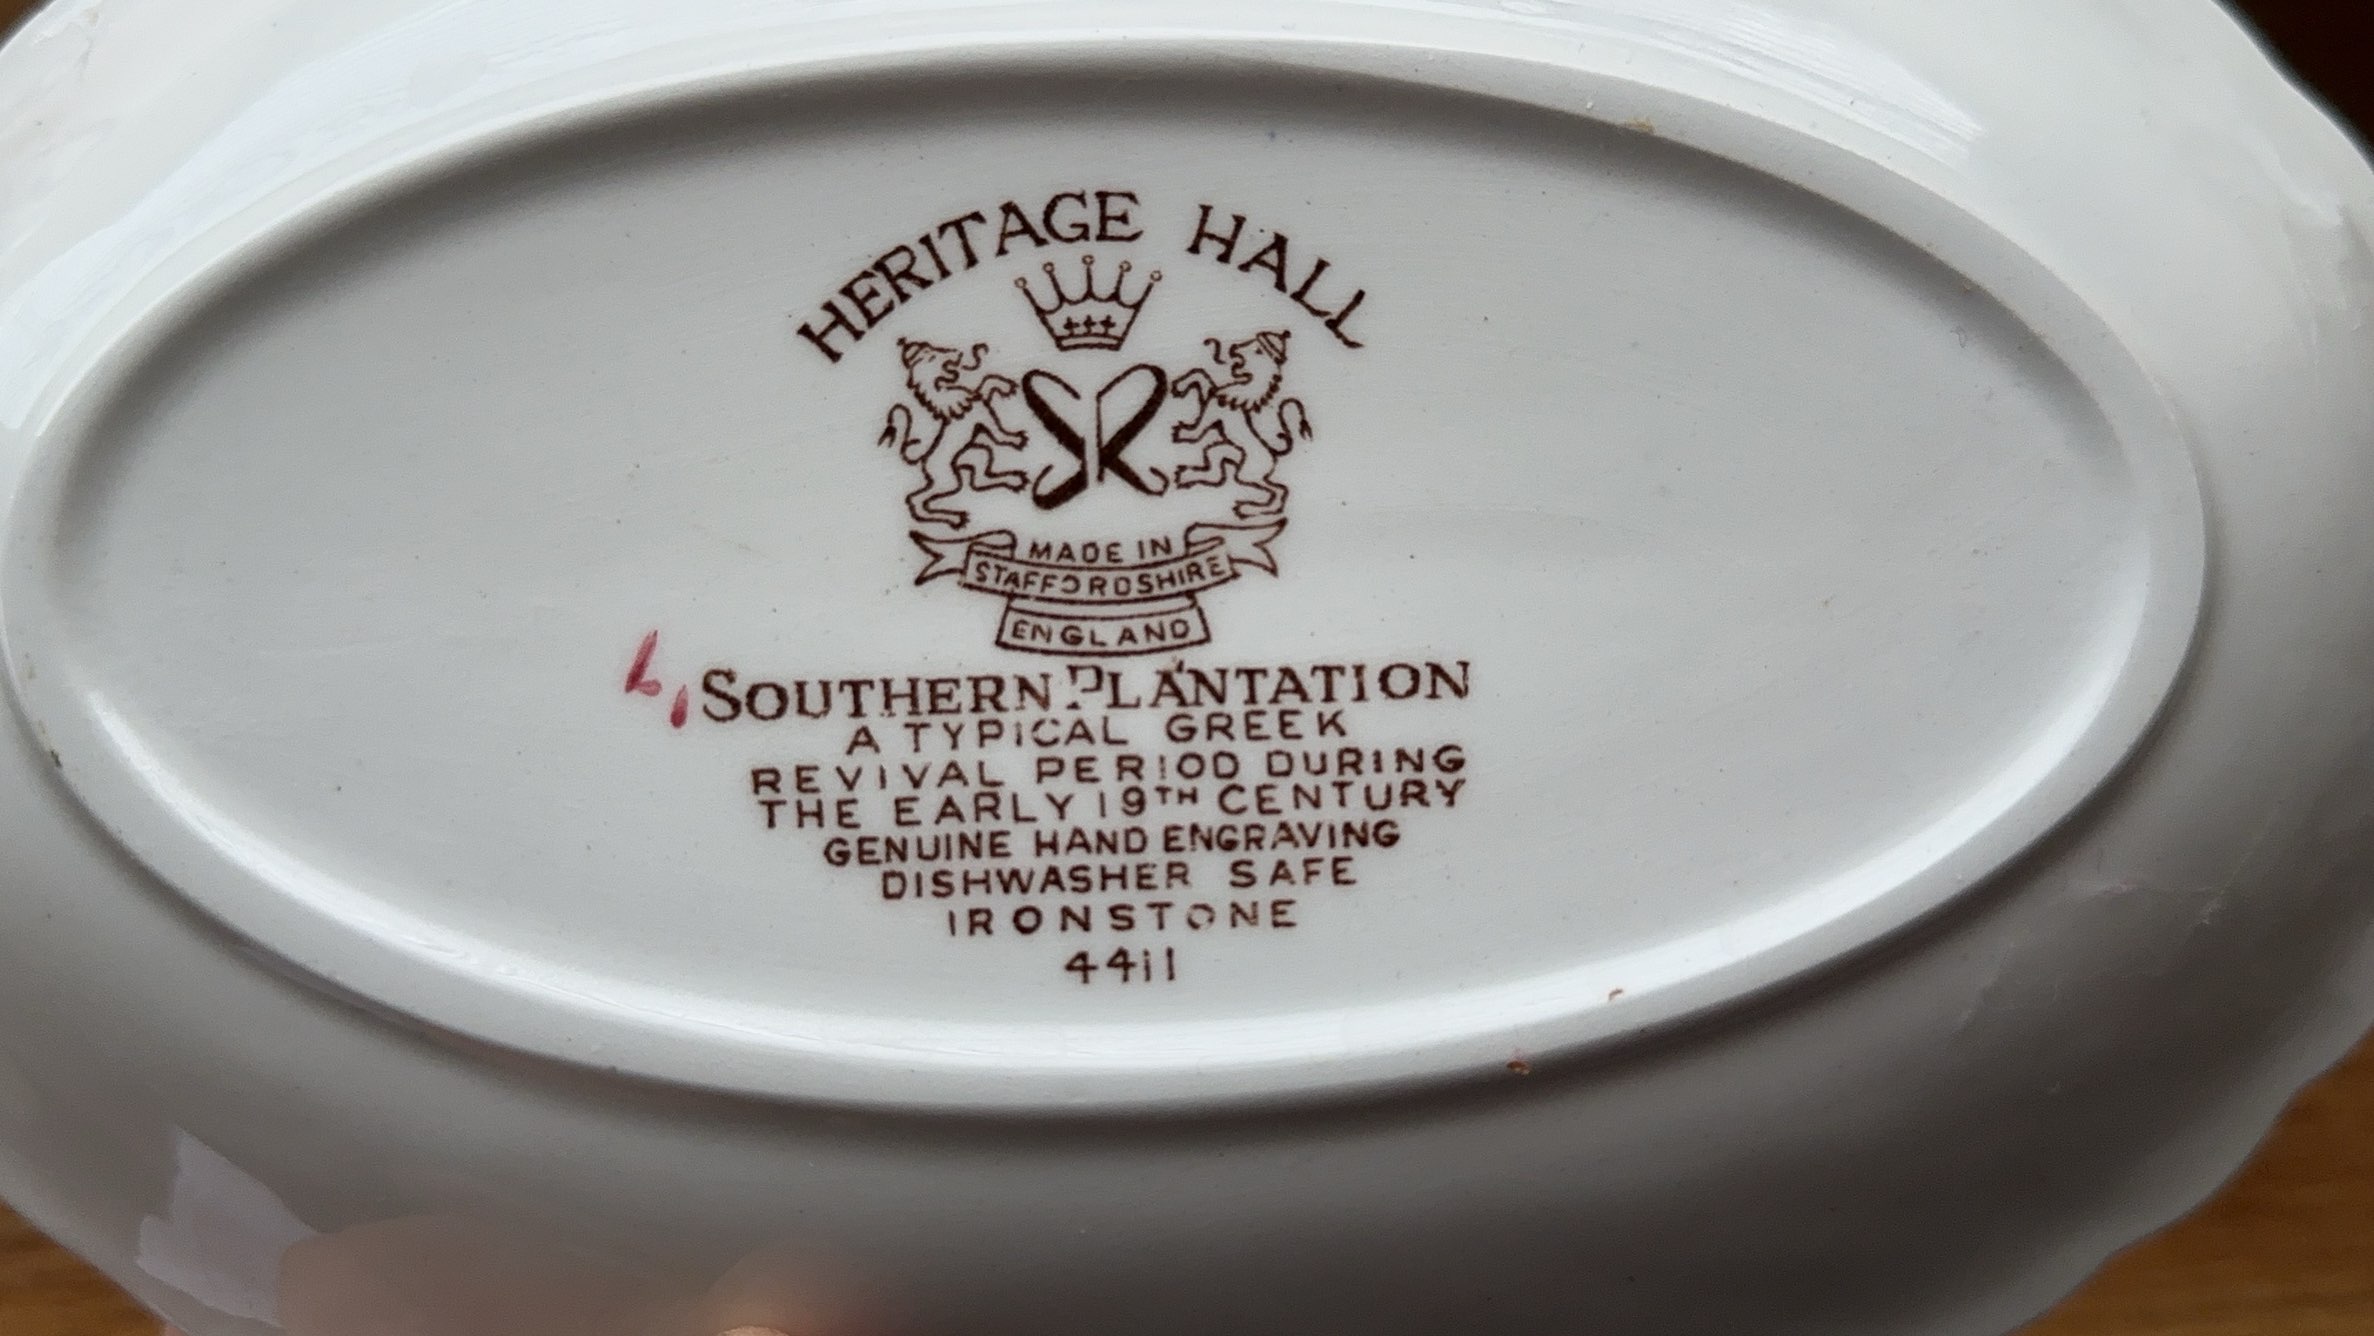 HERITAGE HALL
SR
MADE IN
STAFFORDSHIRE
ENGLAND
L,
SOUTHERN PLANTATION
A TYPICAL GREEK
REVIVAL PERIOD DURING
THE EARLY 19TH CENTURY
GENUINE HAND ENGRAVING
DISHWASHER SAFE
IRONSTONE
4411